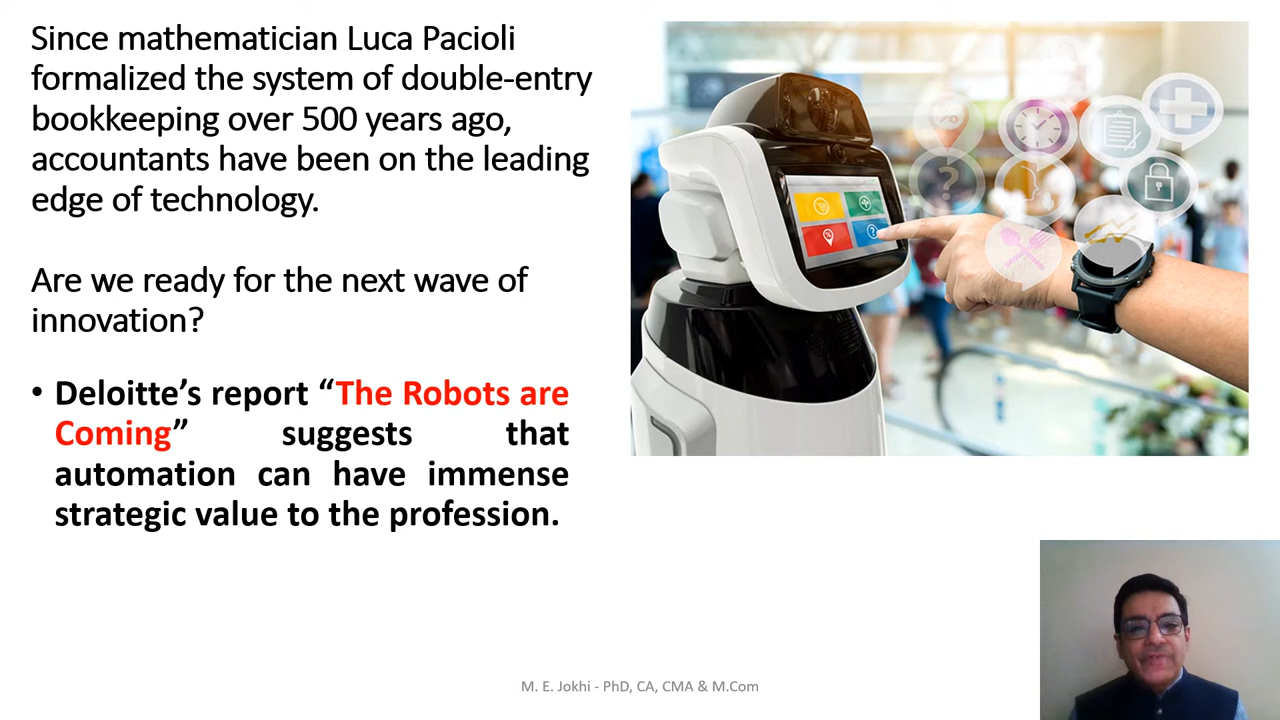 Since mathematician Luca Pacioli
formalized the system of double-entry
bookkeeping over 500 years ago,
accountants have been on the leading
edge of technology.
Are we ready for the next wave of
innovation?
• Deloitte’s report “The Robots are
Coming” suggests that
automation can have immense
strategic value to the profession.
M. E. Jokhi - PhD, CA, CMA & M.Com